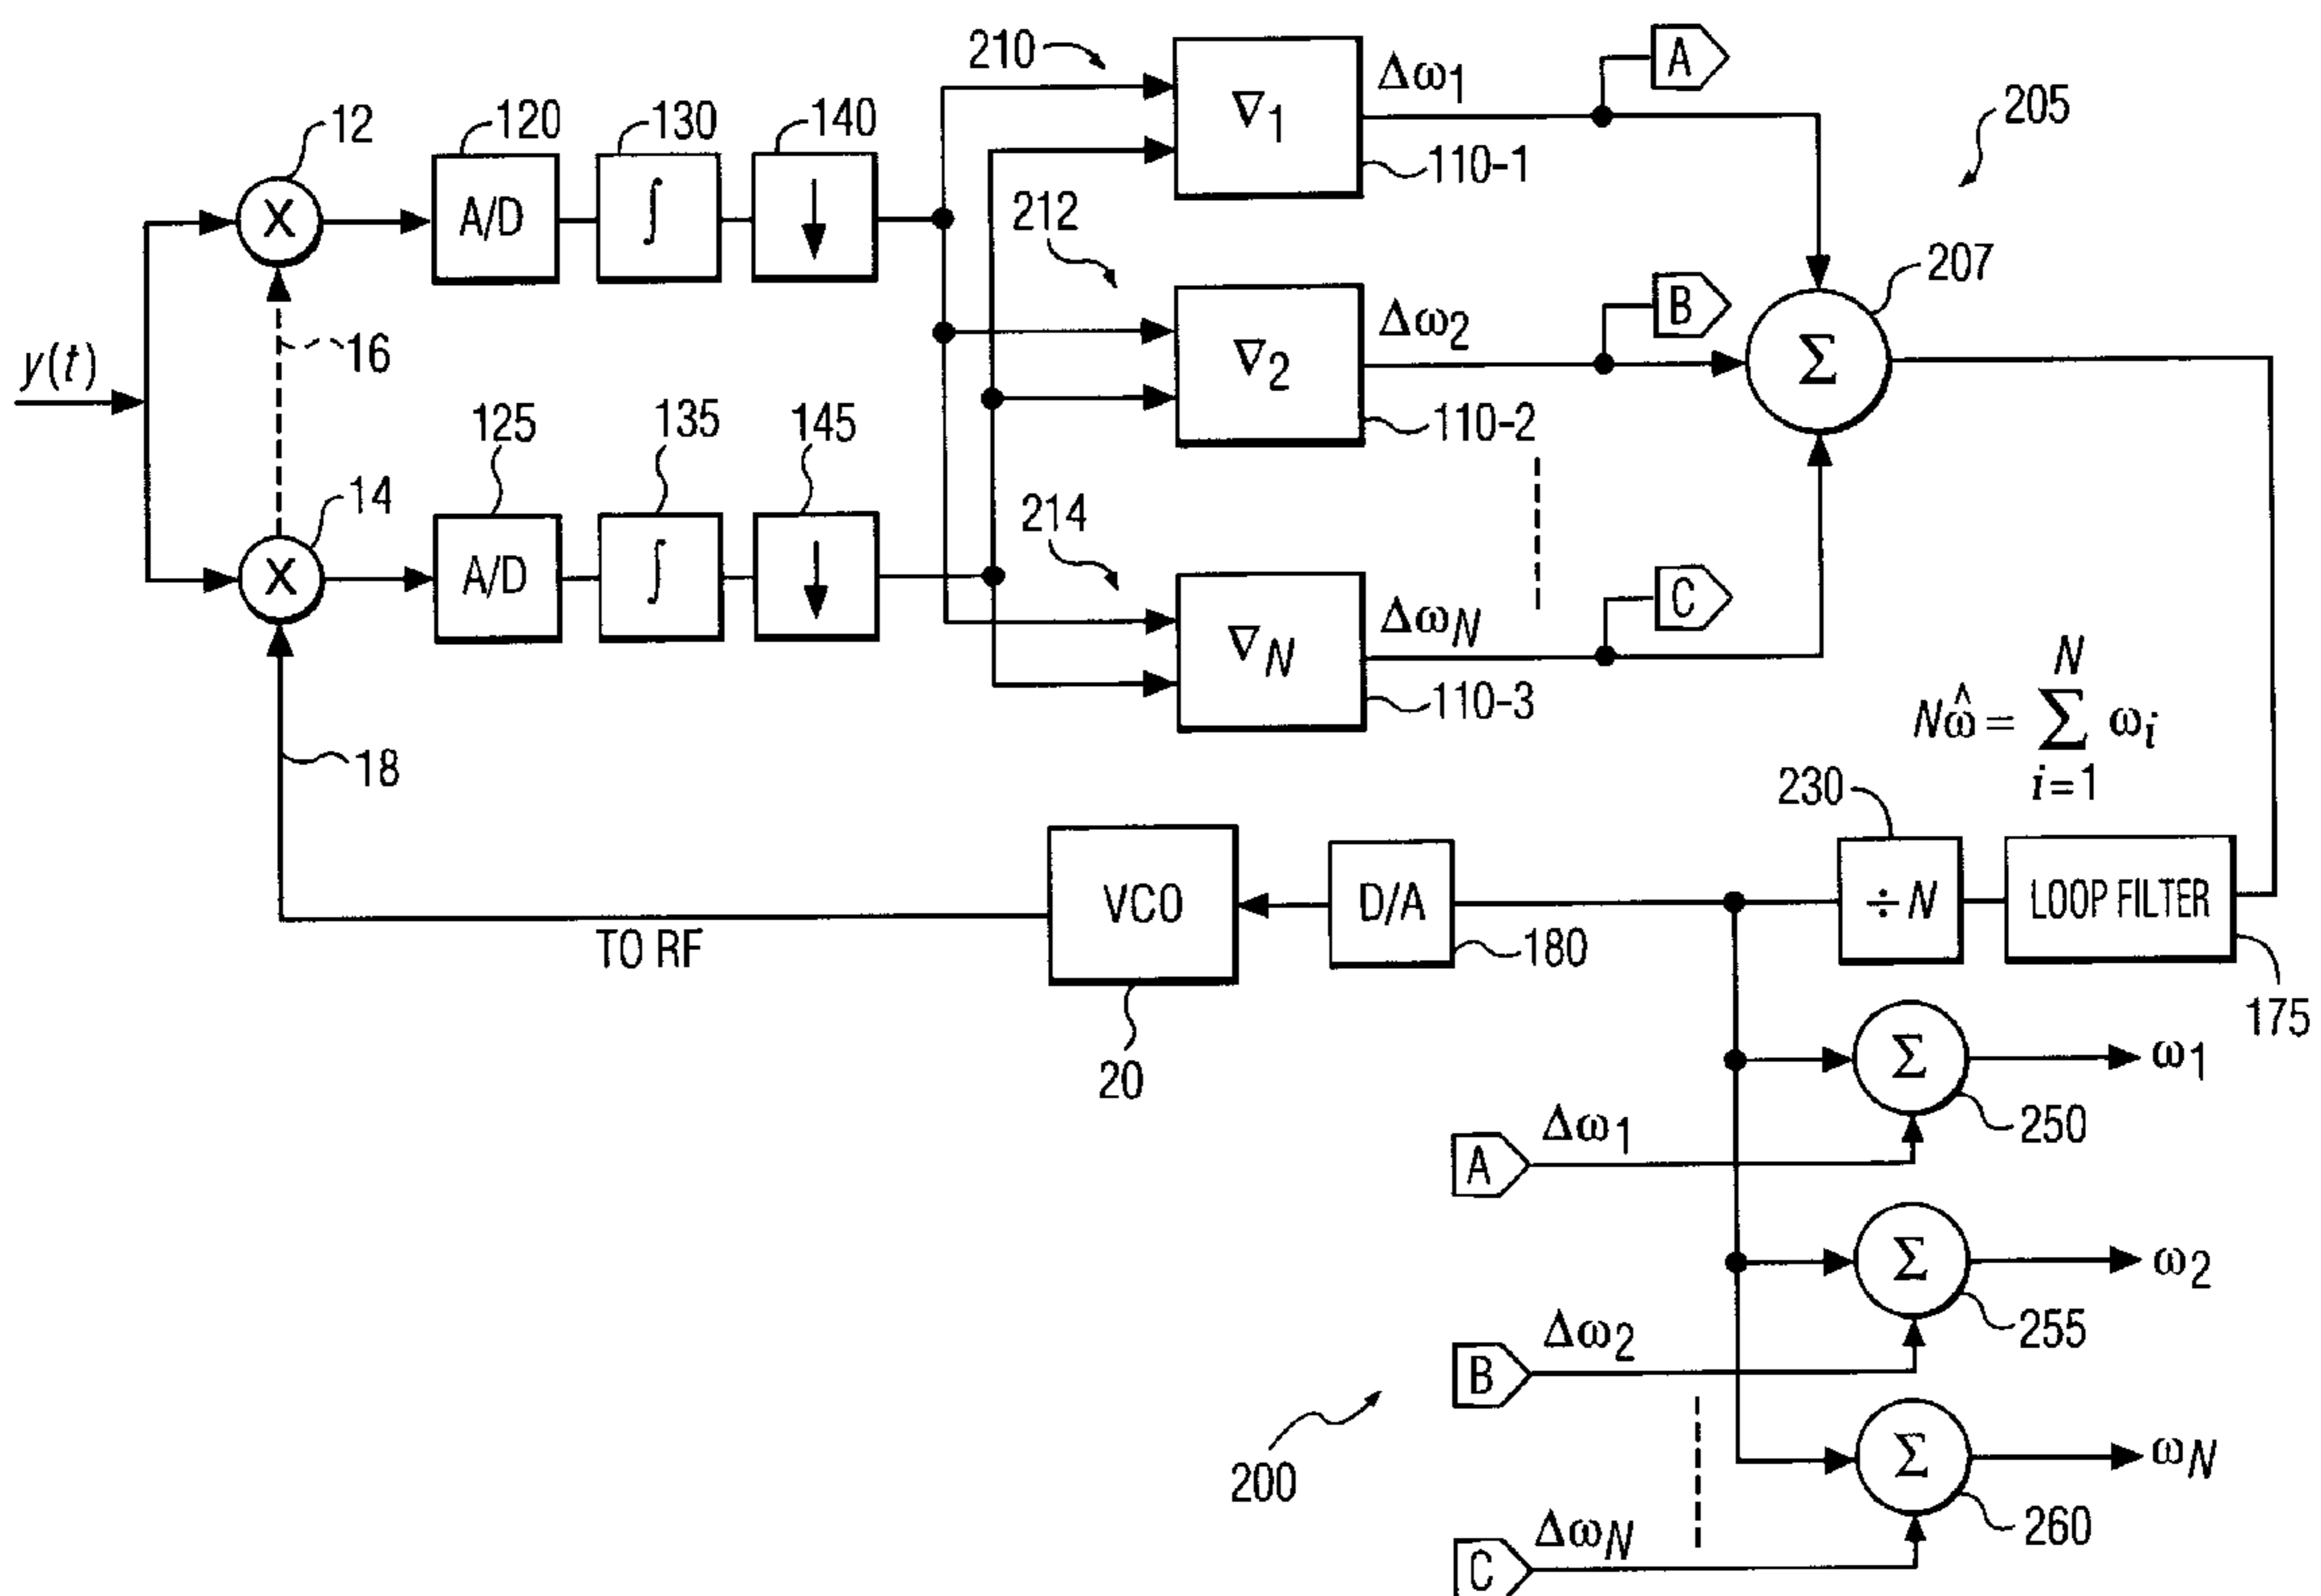 210
∇1
Δω1
A
205
12
120
130
140
110-1
X
A/D
∫
↓
212
207
y(t)
16
∇2
Δω2
B
Σ
125
135
145
110-2
14
214
X
A/D
∫
↓
∇N
ΔωN
C
110-3
18
Nω̂ = Σ ωi
N
i=1
230
VCO
D/A
÷N
LOOP FILTER
TO RF
180
175
20
Σ
ω1
250
A
Δω1
Σ
ω2
255
B
Δω2
200
Σ
ωN
260
C
ΔωN